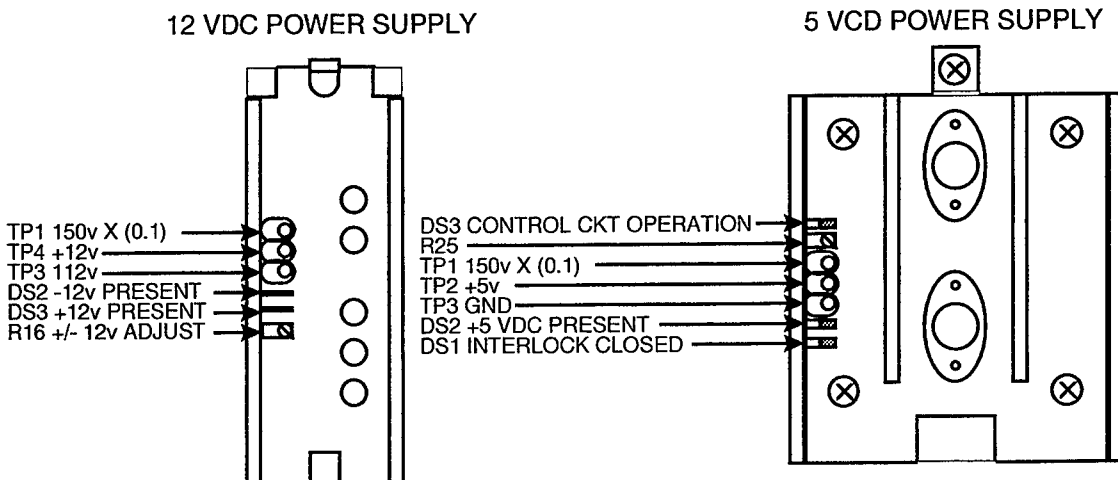 12 VDC POWER SUPPLY
TP1 150v X (0.1)
TP4 +12v
TP3 112v
DS2 -12v PRESENT
DS3 +12v PRESENT
R16 +/- 12v ADJUST
5 VCD POWER SUPPLY
DS3 CONTROL CKT OPERATION
R25
TP1 150v X (0.1)
TP2 +5v
TP3 GND
DS2 +5 VDC PRESENT
DS1 INTERLOCK CLOSED